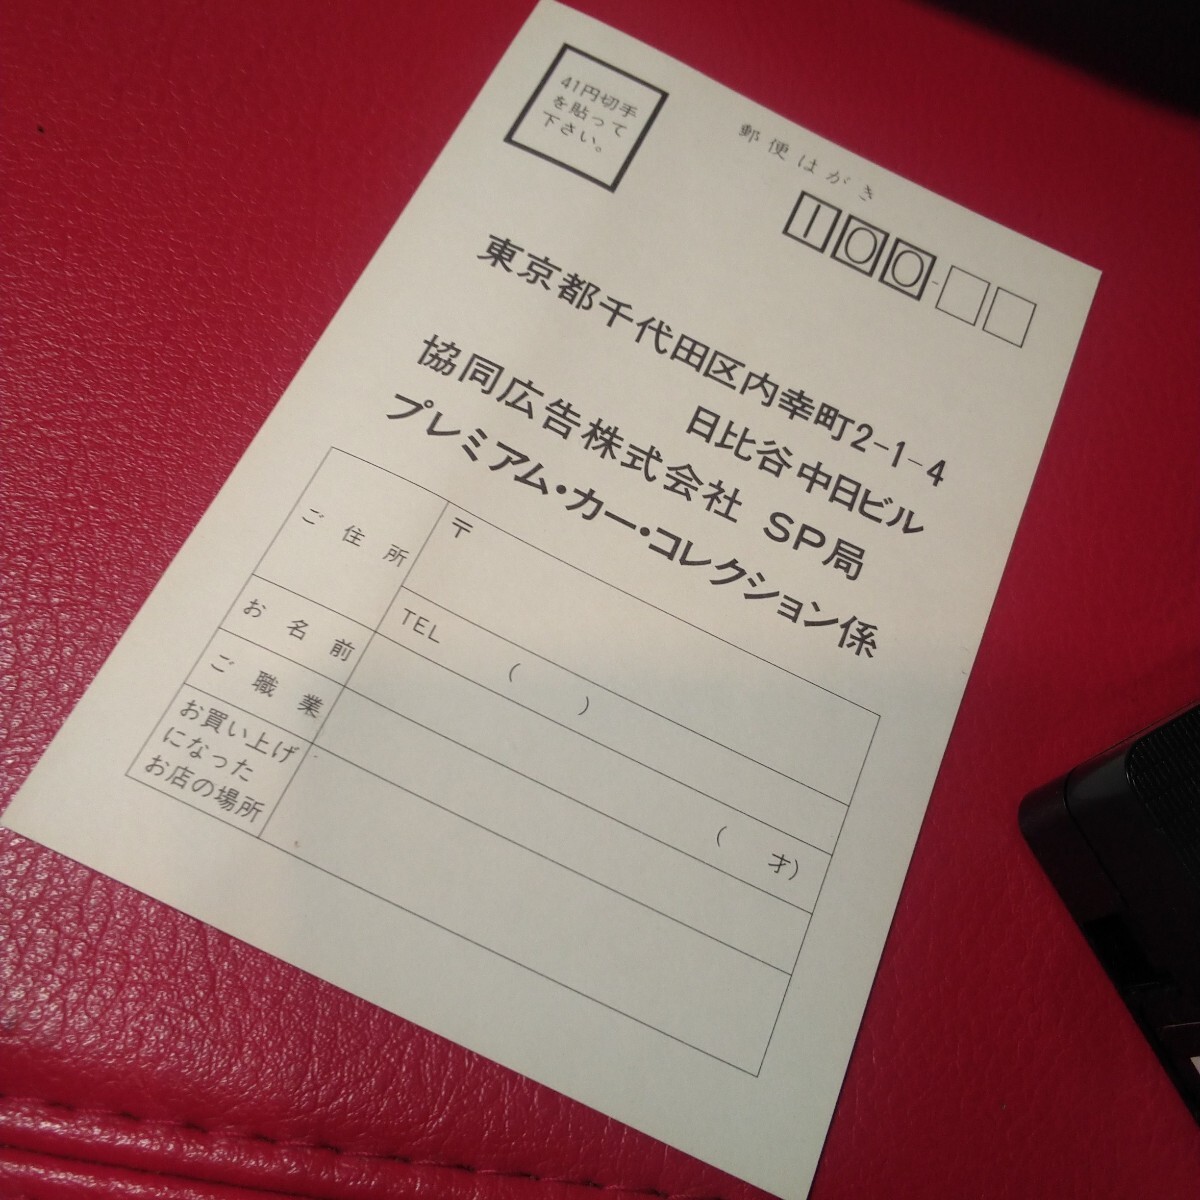 41円切手
を貼って
下さい。
郵便はがき
100-
東京都千代田区内幸町2-1-4
日比谷中日ビル
協同広告株式会社 SP局
プレミアム・カー・コレクション係
ご住所
〒
TEL ( )
お名前
( 才)
ご職業
お買い上げ
になった
お店の場所